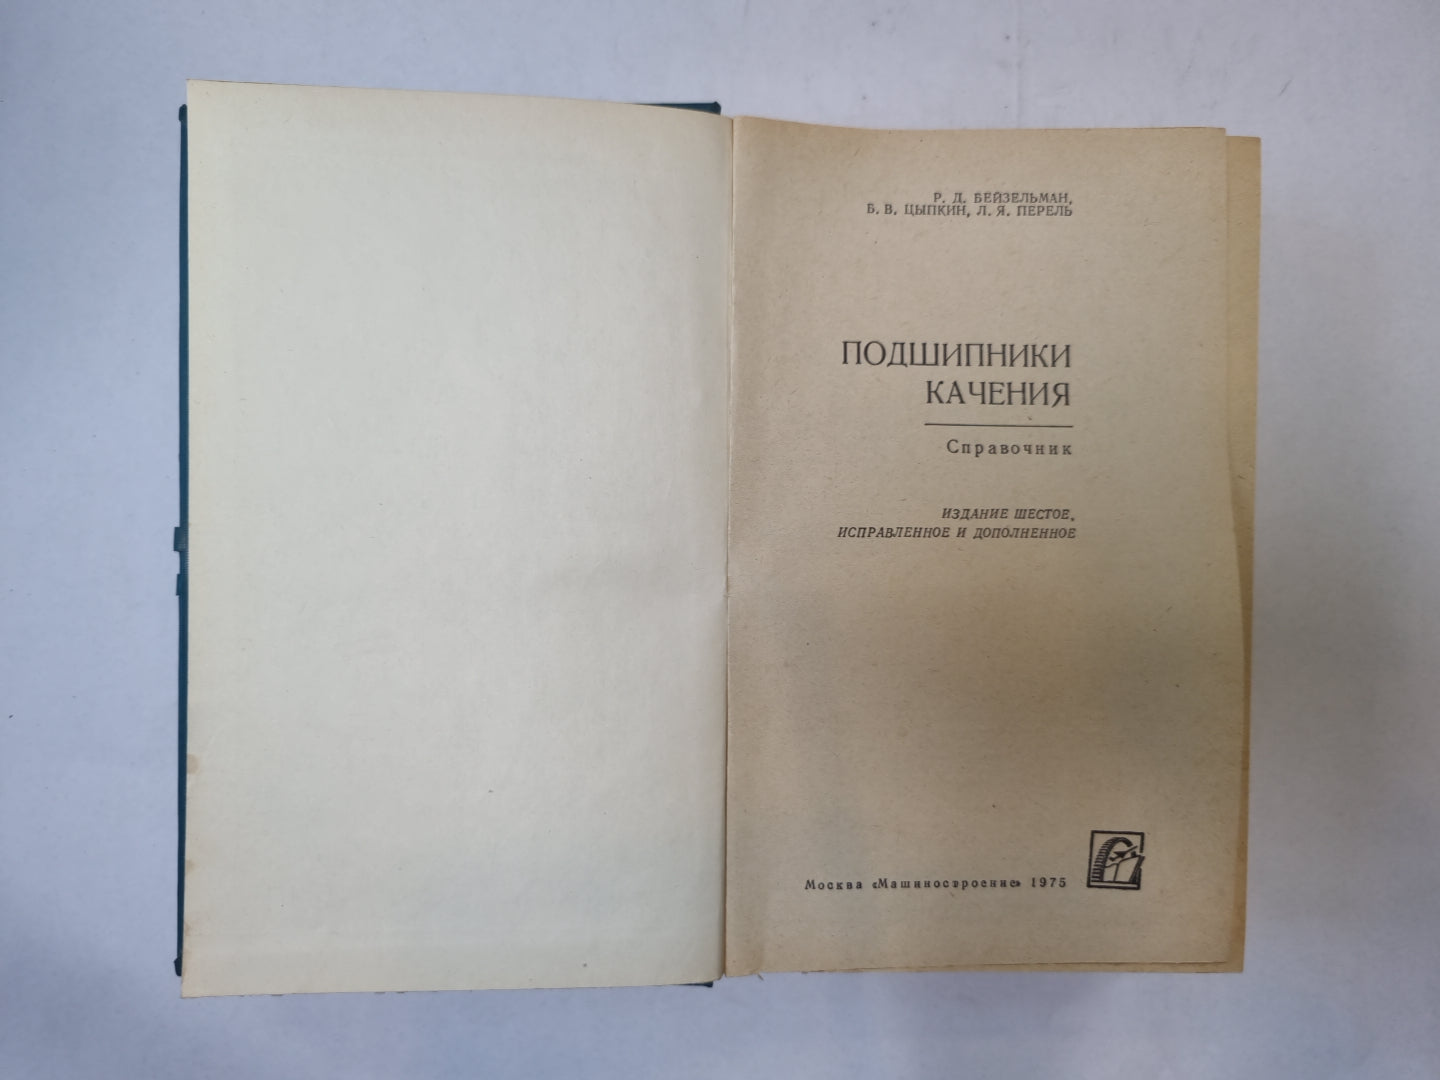 Р. Д. БЕЙЗЕЛЬМАН,
Б. В. ЦЫПКИН, Л. Я. ПЕРЕЛЬ
ПОДШИПНИКИ
КАЧЕНИЯ
Справочник
ИЗДАНИЕ ШЕСТОЕ,
ИСПРАВЛЕННОЕ И ДОПОЛНЕННОЕ
Москва «Машиностроение» 1975